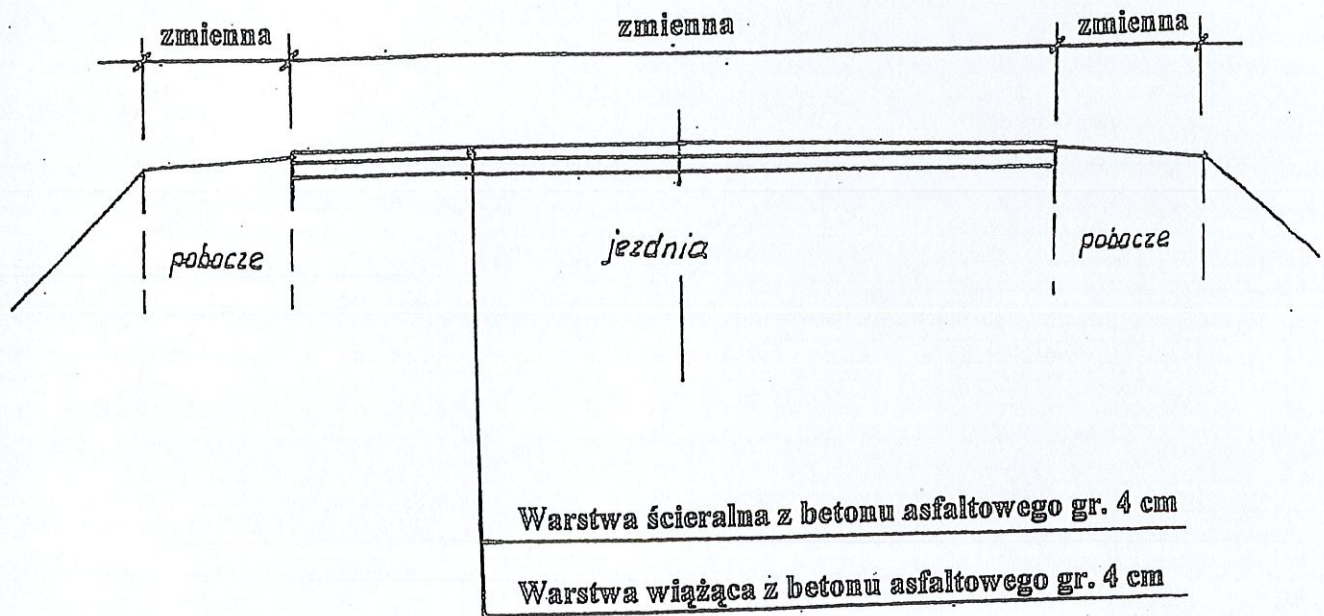 zmienna zmienna zmienna
pobocze jezdnia pobocze
Warstwa ścieralna z betonu asfaltowego gr. 4 cm
Warstwa wiążąca z betonu asfaltowego gr. 4 cm